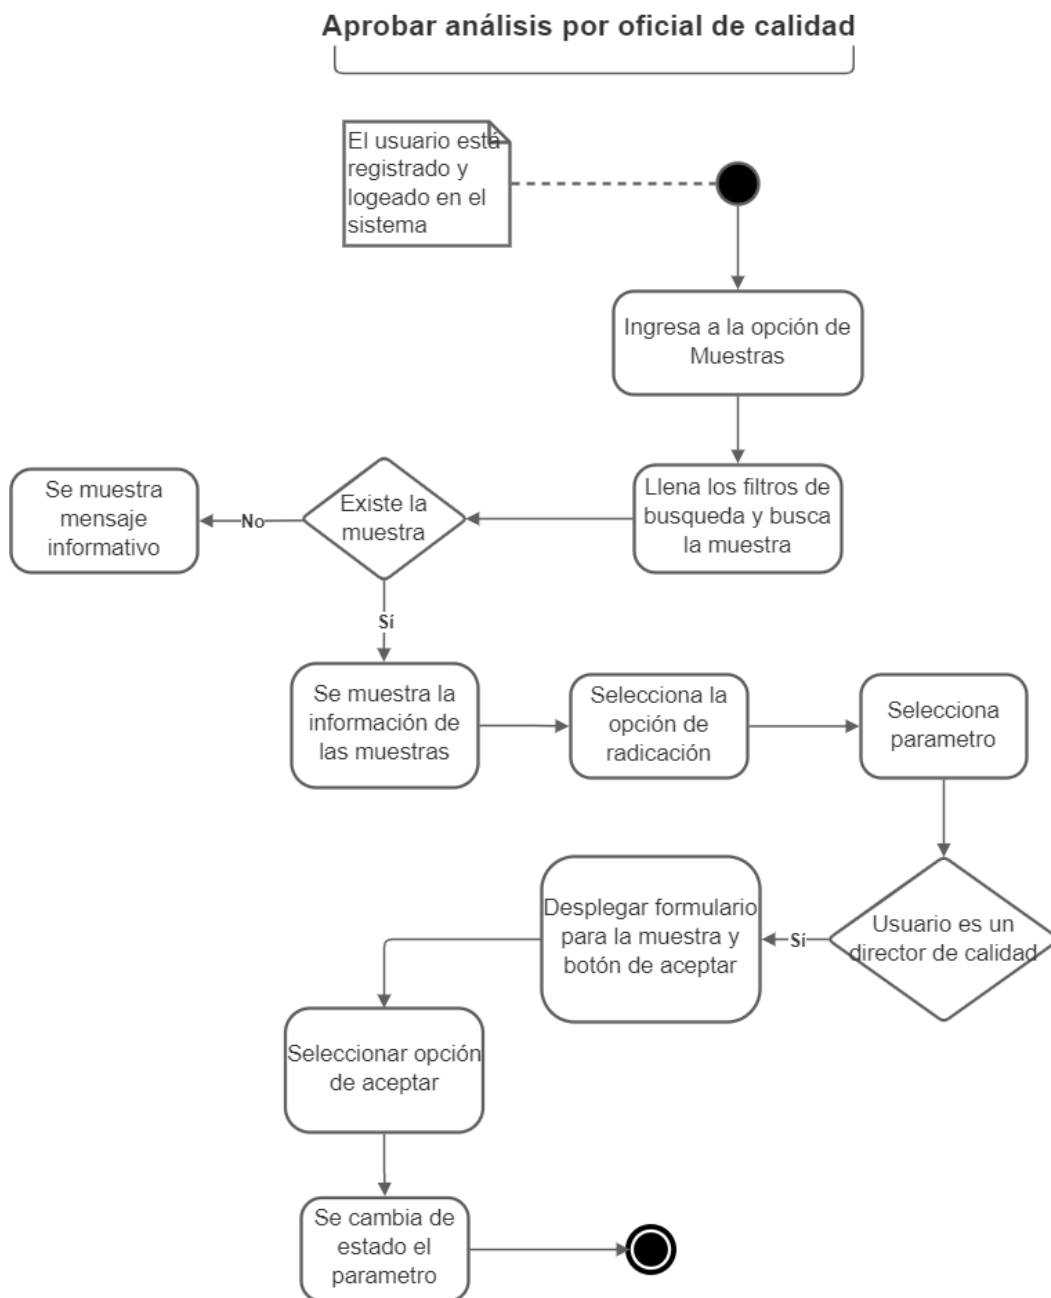 Aprobar análisis por oficial de calidad
El usuario está
registrado y
logeado en el
sistema
Ingresa a la opción de
Muestras
Llena los filtros de
busqueda y busca
la muestra
Existe la
muestra
No
Se muestra
mensaje
informativo
Sí
Se muestra la
información de
las muestras
Selecciona la
opción de
radicación
Selecciona
parametro
Usuario es un
director de calidad
Sí
Desplegar formulario
para la muestra y
botón de aceptar
Seleccionar opción
de aceptar
Se cambia de
estado el
parametro